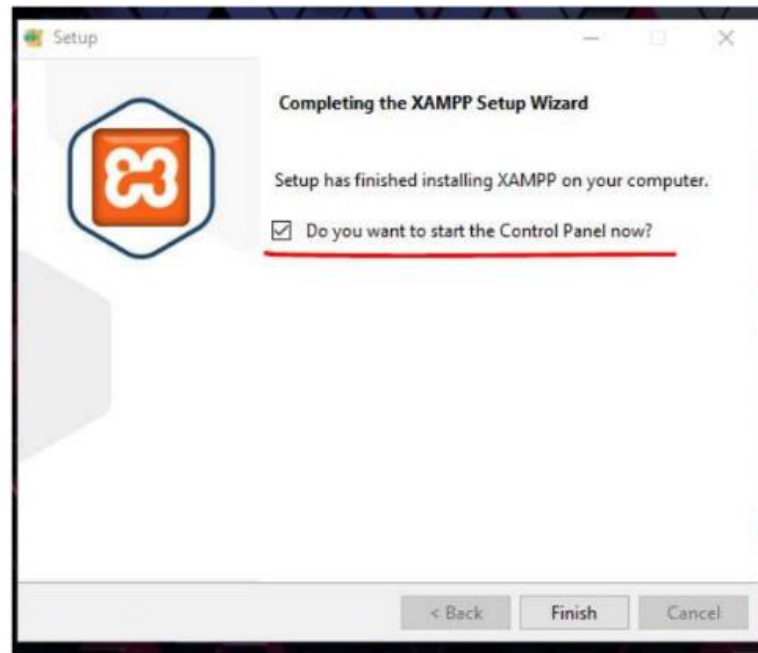 Setup
Completing the XAMPP Setup Wizard
Setup has finished installing XAMPP on your computer.
Do you want to start the Control Panel now?
< Back Finish Cancel